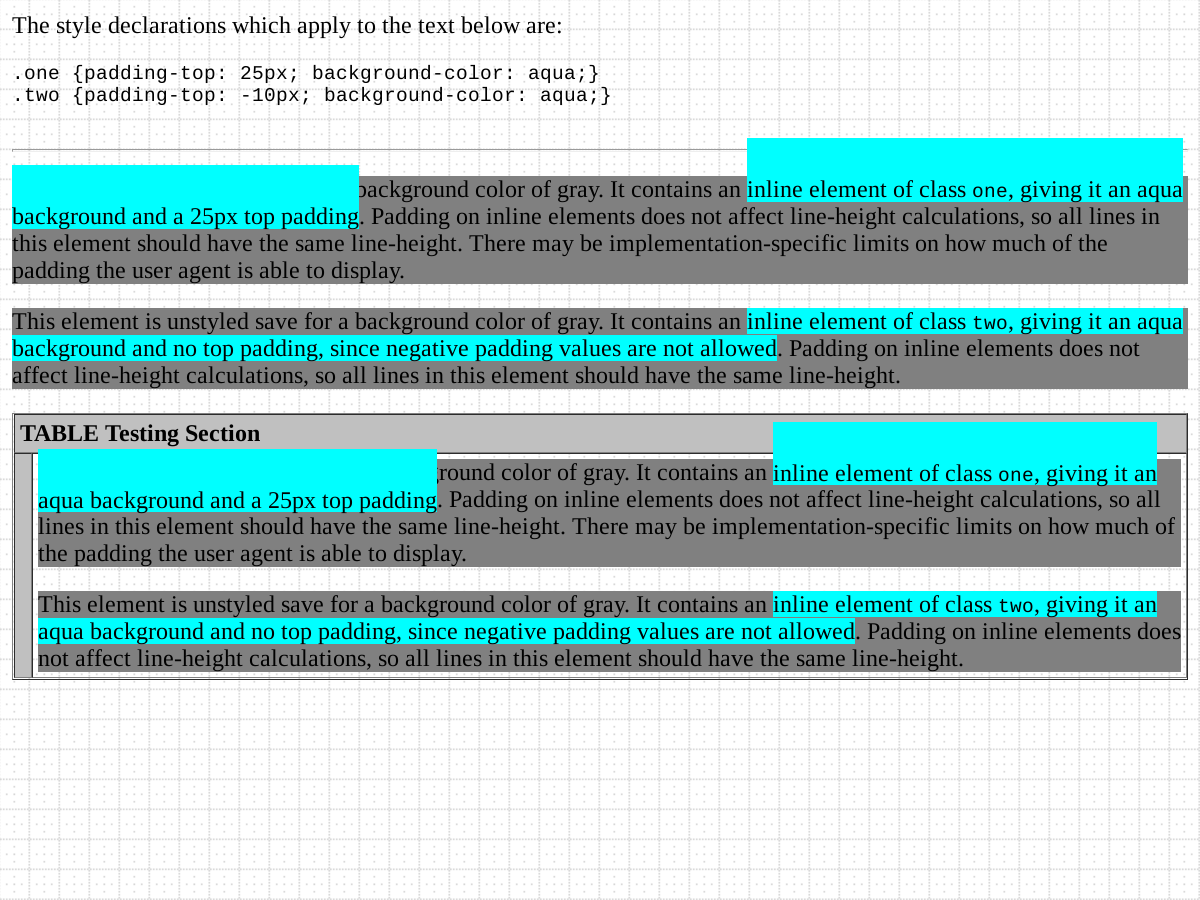 The style declarations which apply to the text below are:
.one {padding-top: 25px; background-color: aqua;}
.two {padding-top: -10px; background-color: aqua;}
background color of gray. It contains an inline element of class one, giving it an aqua
background and a 25px top padding. Padding on inline elements does not affect line-height calculations, so all lines in
this element should have the same line-height. There may be implementation-specific limits on how much of the
padding the user agent is able to display.
This element is unstyled save for a background color of gray. It contains an inline element of class two, giving it an aqua
background and no top padding, since negative padding values are not allowed. Padding on inline elements does not
affect line-height calculations, so all lines in this element should have the same line-height.
TABLE Testing Section
color of gray. It contains an inline element of class one, giving it an
aqua background and a 25px top padding. Padding on inline elements does not affect line-height calculations, so all
lines in this element should have the same line-height. There may be implementation-specific limits on how much of
the padding the user agent is able to display.
This element is unstyled save for a background color of gray. It contains an inline element of class two, giving it an
aqua background and no top padding, since negative padding values are not allowed. Padding on inline elements does
not affect line-height calculations, so all lines in this element should have the same line-height.